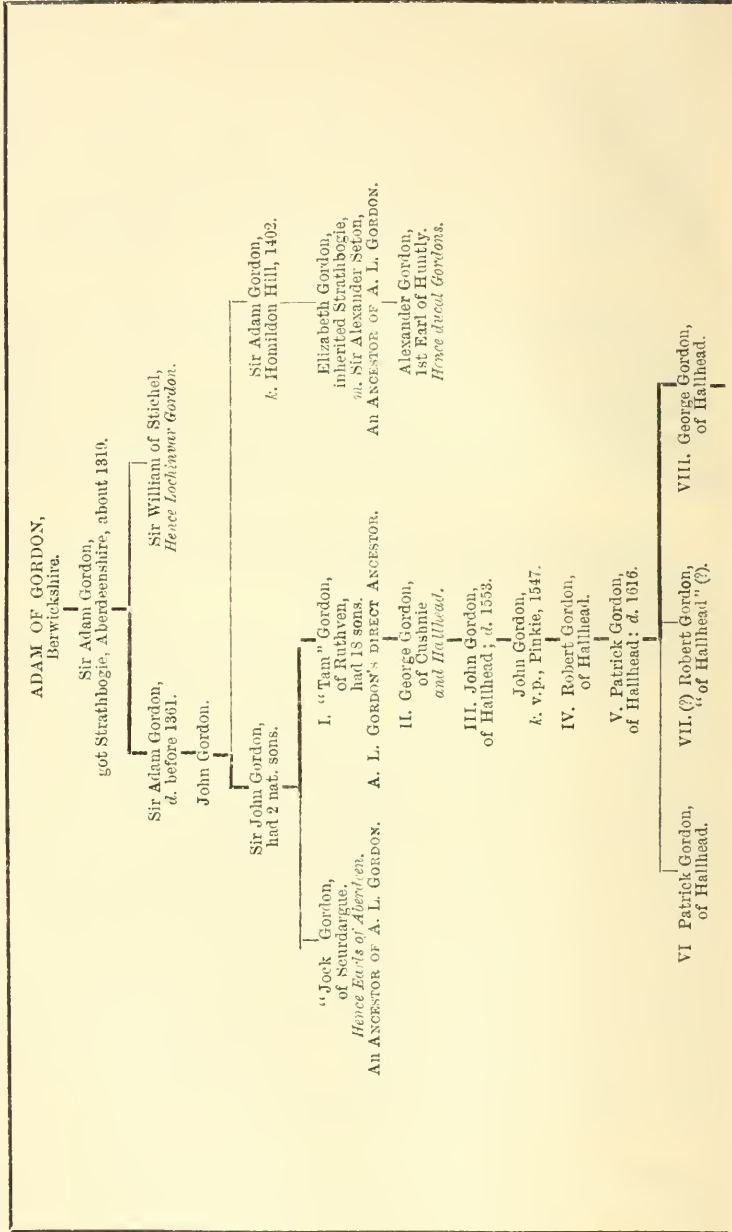 ADAM OF GORDON,
Berwickshire.
Sir Adam Gordon,
got Strathbogie, Aberdeenshire, about 1319.
Sir Adam Gordon,
d. before 1361.
Sir William of Stichel,
Hence Lochinvar Gordon.
John Gordon.
Sir John Gordon,
had 2 nat. sons.
Sir Adam Gordon,
k. Homildon Hill, 1402.
"Jock Gordon,
of Scurdargue.
Hence Earls of Aberdeen.
AN ANCESTOR OF A. L. GORDON.
I. "Tam" Gordon,
of Ruthven,
had 18 sons.
A. L. GORDON'S DIRECT ANCESTOR.
Elizabeth Gordon,
inherited Strathbogie,
m. Sir Alexander Seton,
AN ANCESTOR OF A. L. GORDON.
II. George Gordon,
of Cushnie
and Hallhead.
Alexander Gordon,
1st Earl of Huntly.
Hence ducal Gordons.
III. John Gordon,
of Hallhead; d. 1553.
John Gordon,
k. v.p., Pinkie, 1547.
IV. Robert Gordon,
of Hallhead.
V. Patrick Gordon,
of Hallhead: d. 1616.
VI Patrick Gordon,
of Hallhead.
VII. (?) Robert Gordon,
"of Hallhead" (?).
VIII. George Gordon,
of Hallhead.